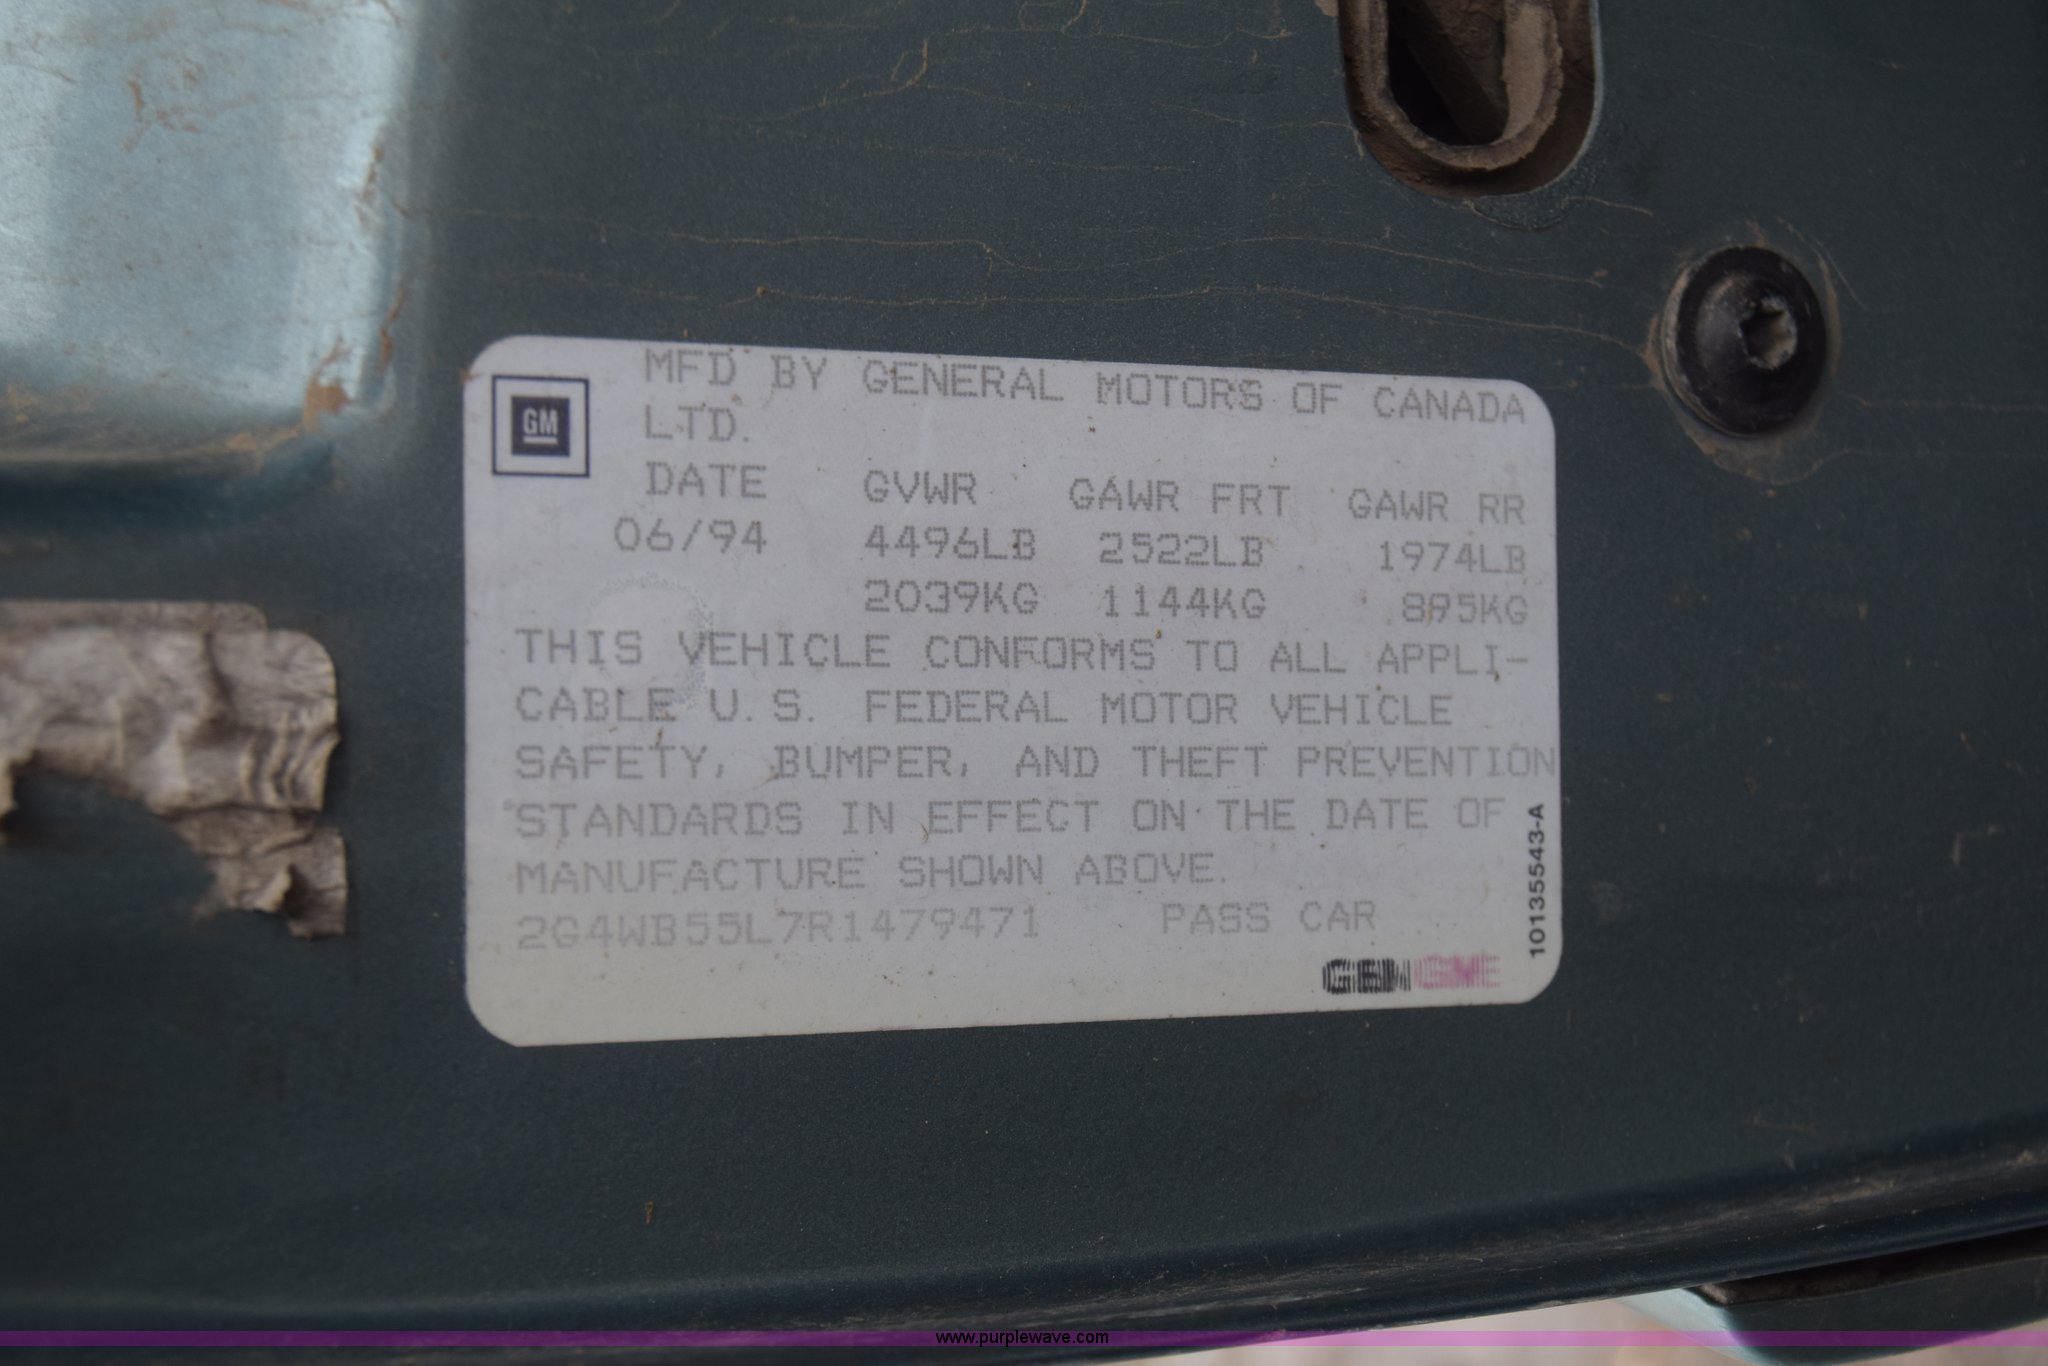 MFD BY GENERAL MOTORS OF CANADA
LTD.
GM
DATE GVWR GAWR FRT GAWR RR
06/94 4496LB 2522LB 1974LB
2039KG 1144KG 895KG
THIS VEHICLE CONFORMS TO ALL APPLI-
CABLE U.S. FEDERAL MOTOR VEHICLE
SAFETY, BUMPER, AND THEFT PREVENTION
STANDARDS IN EFFECT ON THE DATE OF
MANUFACTURE SHOWN ABOVE.
2G4WB55L7R1479471 PASS CAR
10135543-A
www.purplewave.com